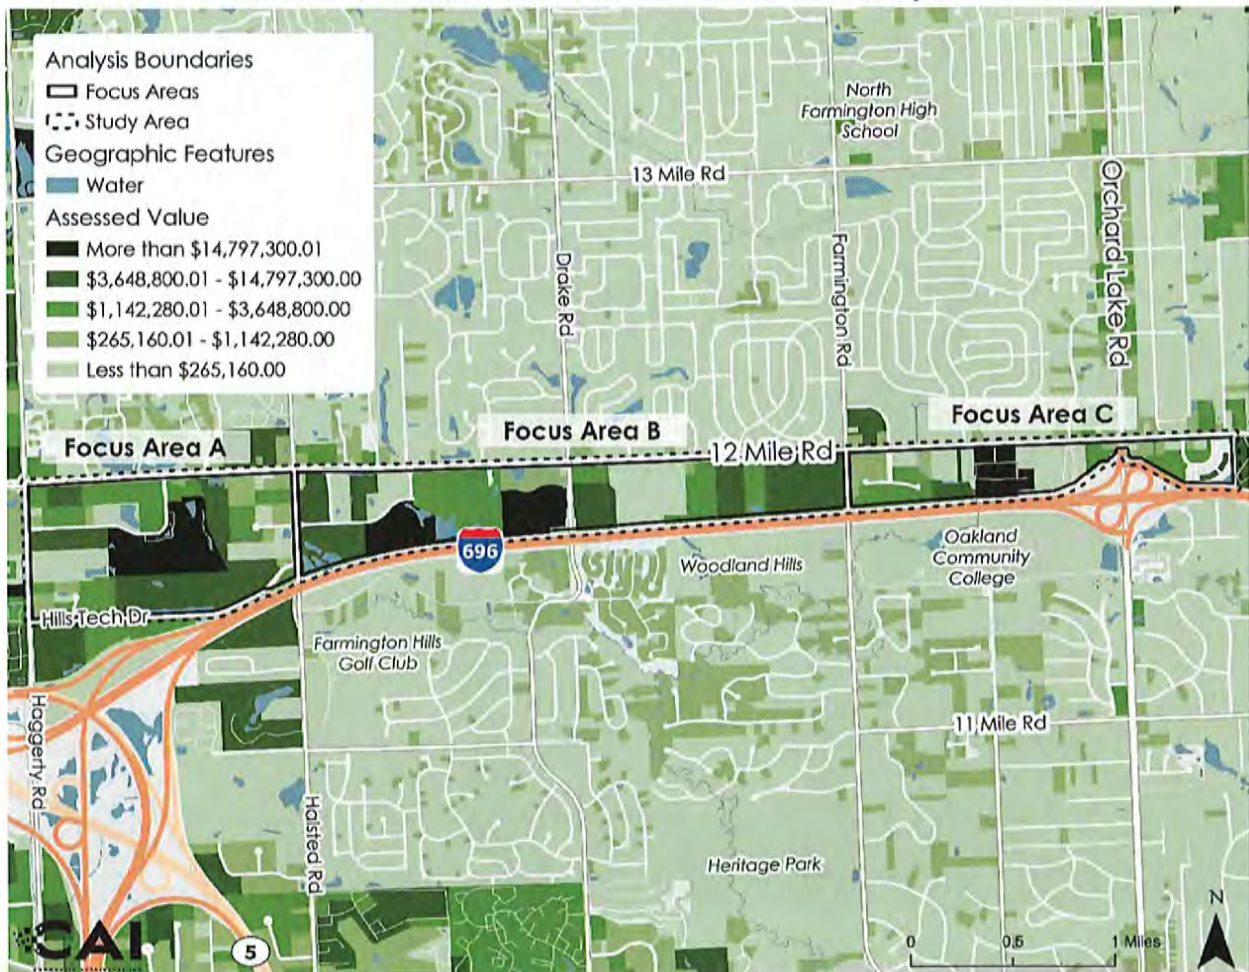 Analysis Boundaries
Focus Areas
Study Area
Geographic Features
Water
Assessed Value
More than $14,797,300.01
$3,648,800.01 - $14,797,300.00
$1,142,280.01 - $3,648,800.00
$265,160.01 - $1,142,280.00
Less than $265,160.00
North
Farmington High
School
13 Mile Rd
Orchard Lake Rd
Drake Rd
Farmington Rd
Focus Area A
Focus Area B
Focus Area C
12 Mile Rd
696
Woodland Hills
Oakland
Community
College
Hills Tech Dr
Farmington Hills
Golf Club
Haggerty Rd
11 Mile Rd
Halsted Rd
Heritage Park
CAI
5
N
0 0.5 1 Miles